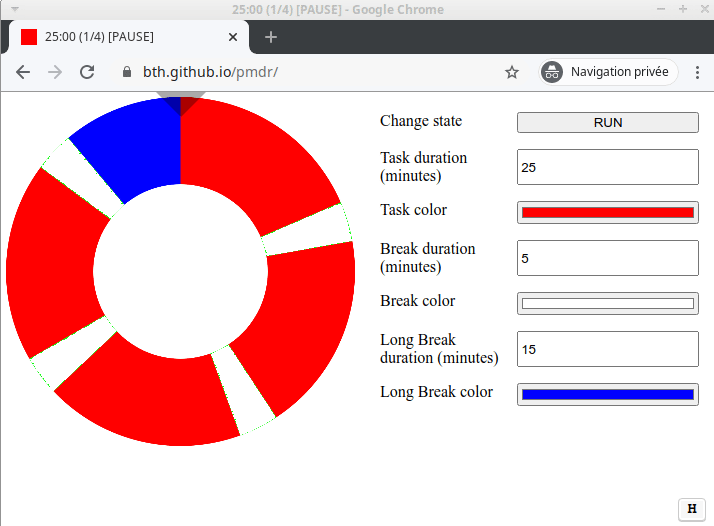 25:00 (1/4) [PAUSE] - Google Chrome
25:00 (1/4) [PAUSE]
bth.github.io/pmdr/
Navigation privée
Change state
RUN
Task duration
(minutes)
25
Task color
Break duration
(minutes)
5
Break color
Long Break
duration (minutes)
15
Long Break color
H